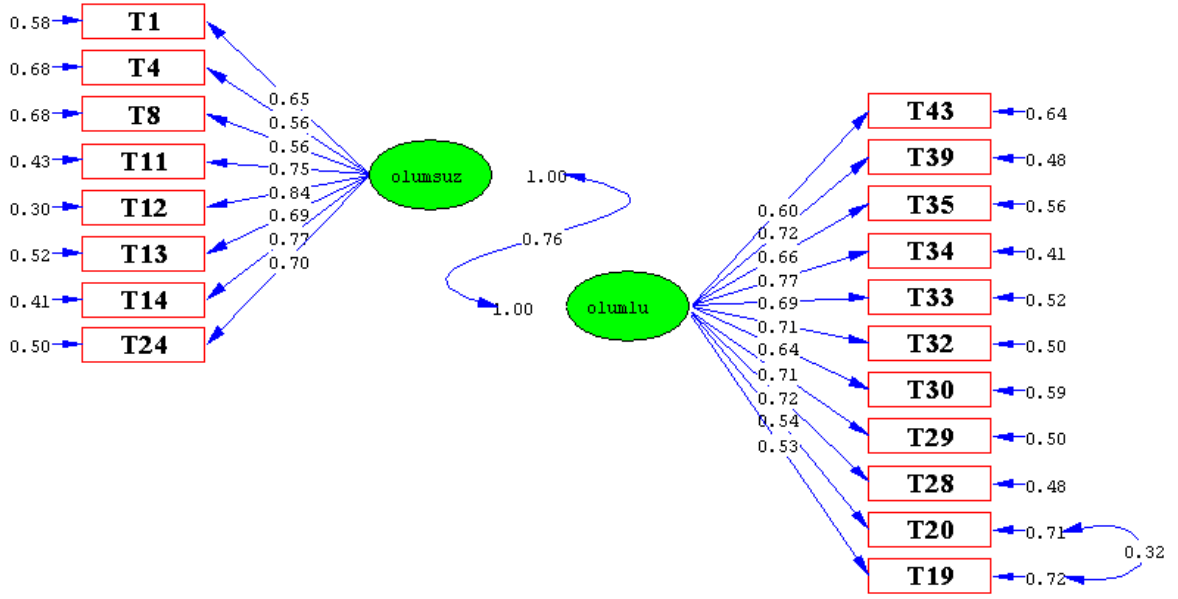 0.58 T1
0.68 T4
0.68 T8
0.43 T11
0.30 T12
0.52 T13
0.41 T14
0.50 T24
0.65
0.56
0.56
0.75
0.84
0.69
0.77
0.70
olumsuz
1.00
0.76
1.00
olumlu
0.60
0.72
0.66
0.77
0.69
0.71
0.64
0.71
0.72
0.54
0.53
T43 0.64
T39 0.48
T35 0.56
T34 0.41
T33 0.52
T32 0.50
T30 0.59
T29 0.50
T28 0.48
T20 0.71
0.32
T19 0.72